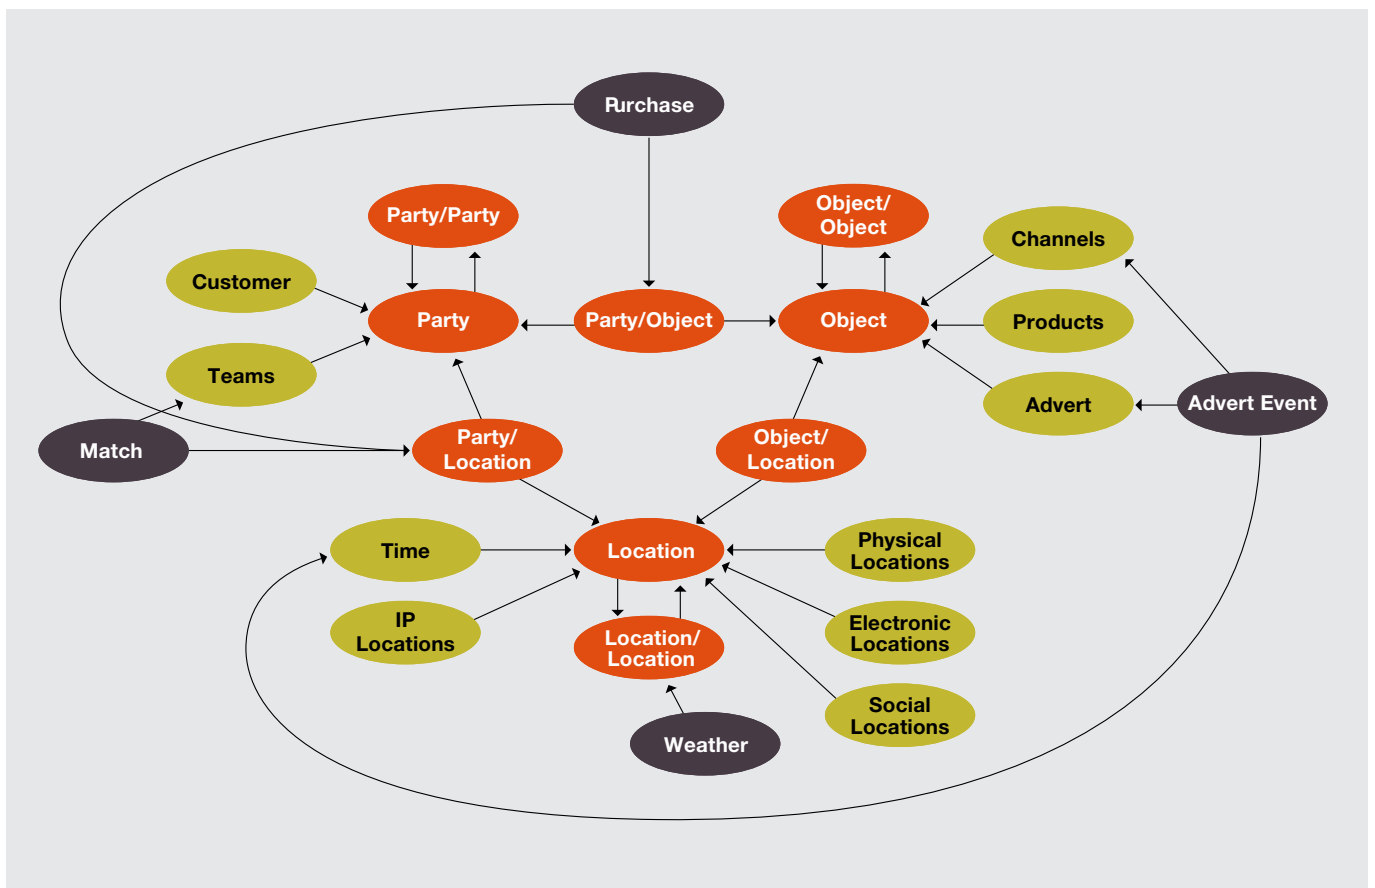 Purchase
Party/Party
Object/
Object
Channels
Customer
Party
Party/Object
Object
Products
Teams
Advert
Advert Event
Match
Party/
Location
Object/
Location
Time
Location
Physical
Locations
IP
Locations
Location/
Location
Electronic
Locations
Social
Locations
Weather